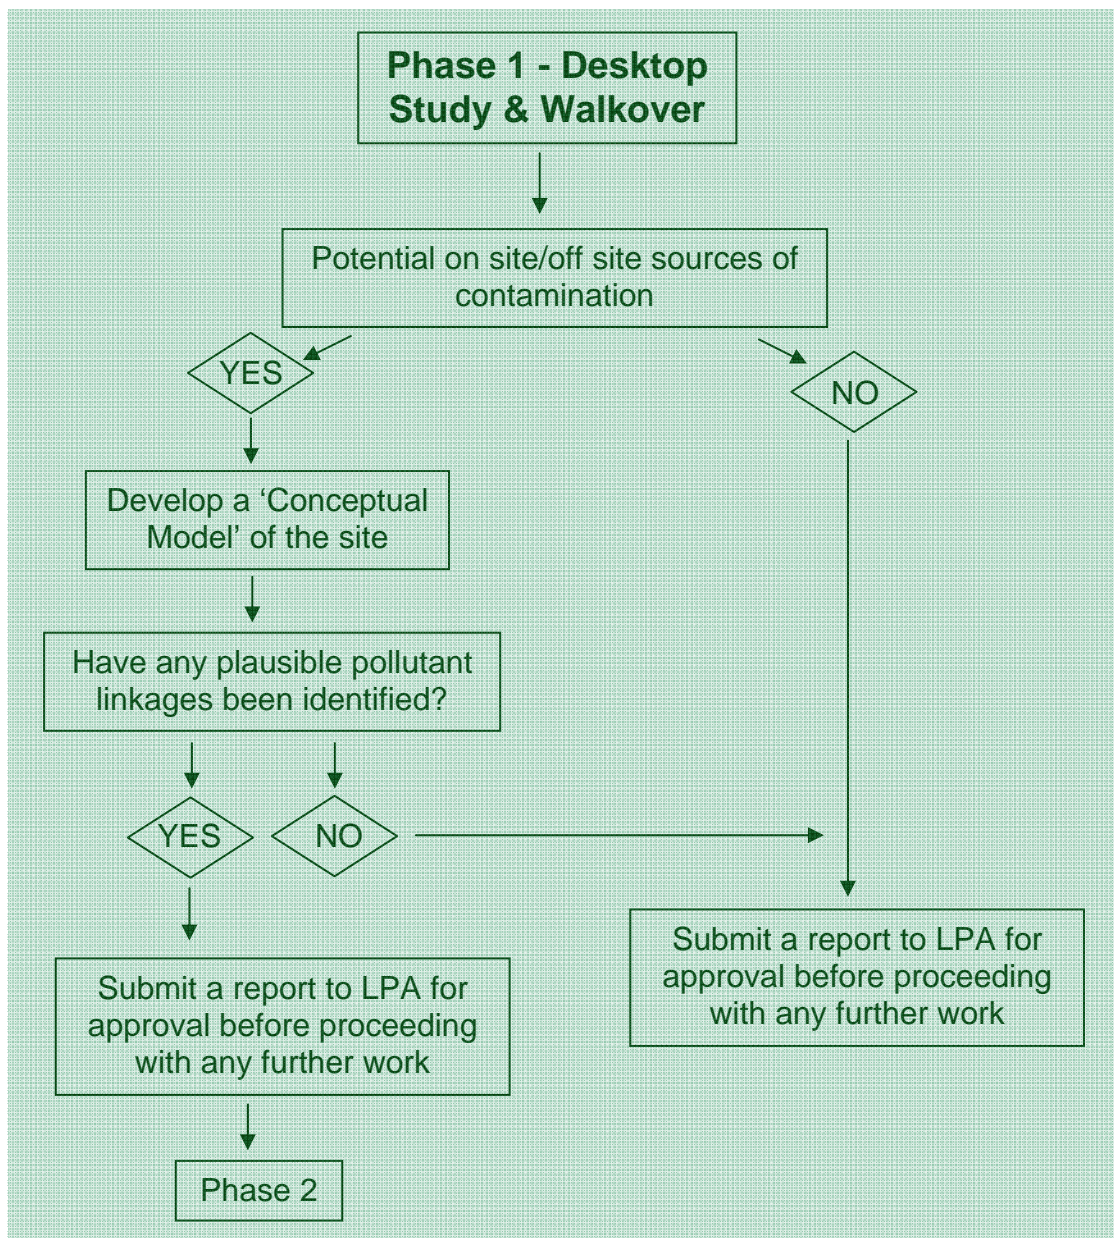 Phase 1 - Desktop
Study & Walkover
Potential on site/off site sources of
contamination
YES
NO
Develop a ‘Conceptual
Model’ of the site
Have any plausible pollutant
linkages been identified?
YES
NO
Submit a report to LPA for
approval before proceeding
with any further work
Submit a report to LPA for
approval before proceeding
with any further work
Phase 2